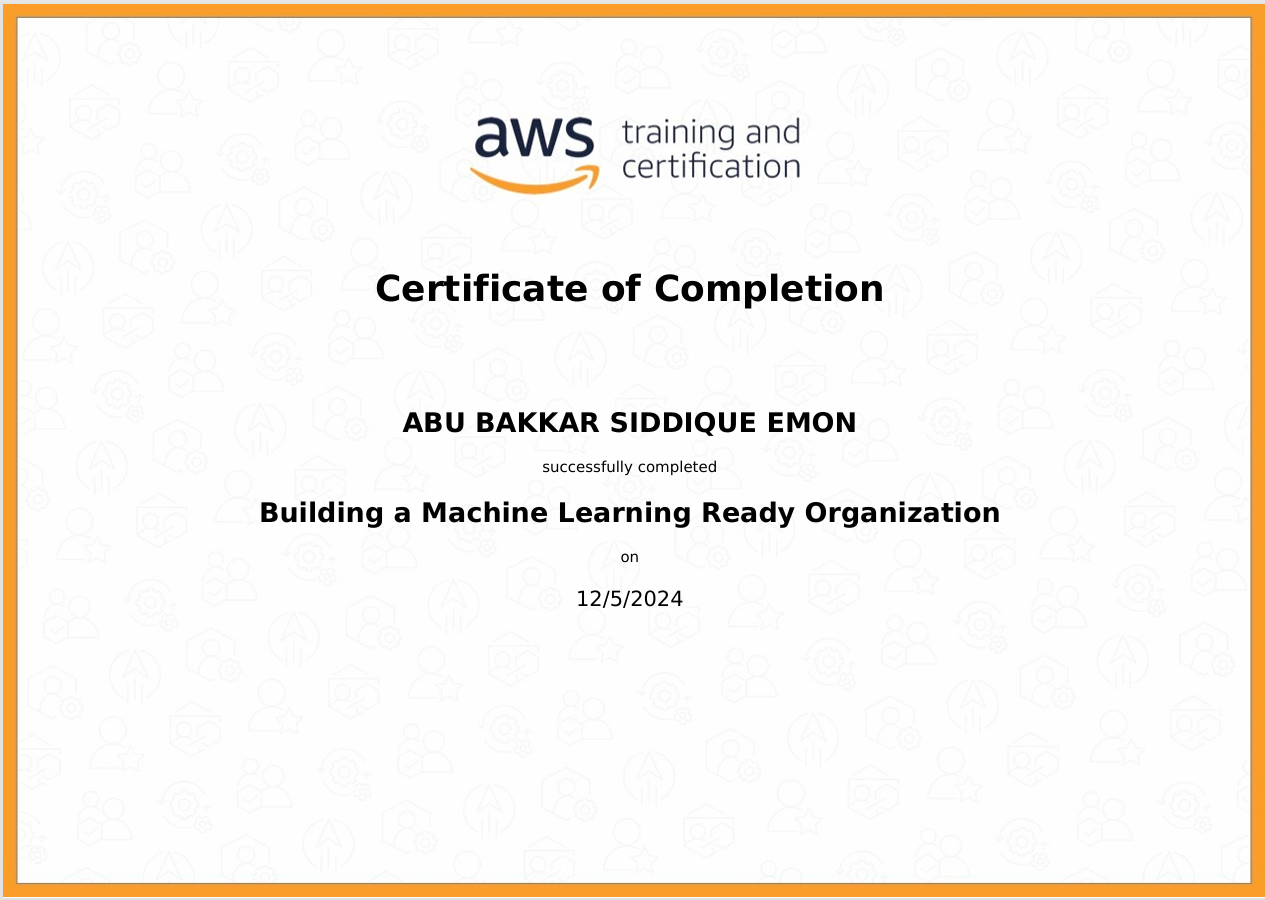 aws training and
certification
Certificate of Completion
ABU BAKKAR SIDDIQUE EMON
successfully completed
Building a Machine Learning Ready Organization
on
12/5/2024